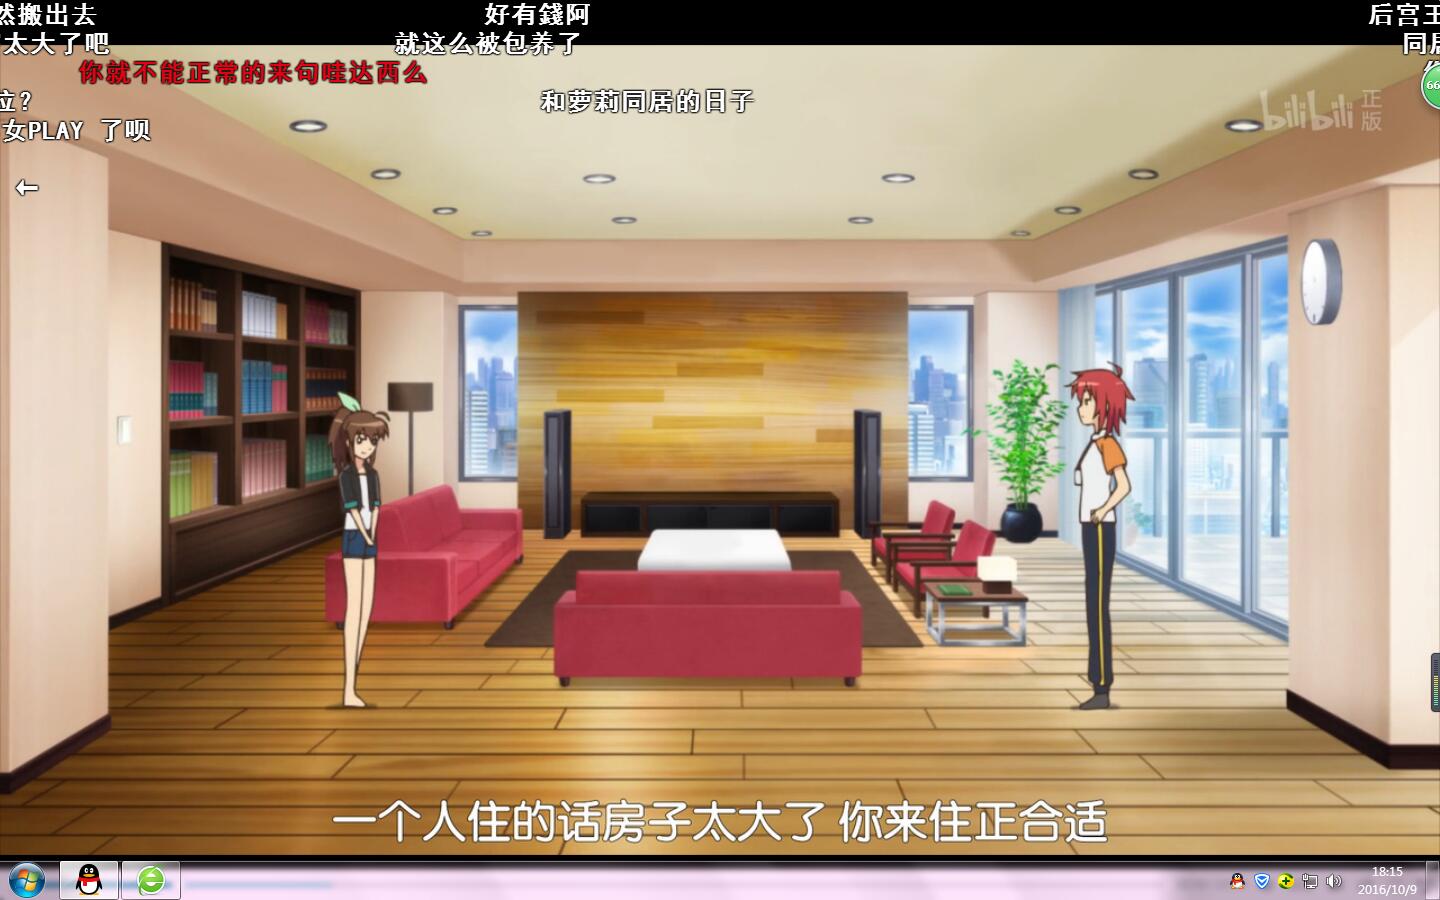 然搬出去
好有錢阿
后宫王
太大了吧
就这么被包养了
同居
你就不能正常的来句哇达西么
和萝莉同居的日子
bilibili 正版
66
女PLAY 了呗
一个人住的话房子太大了 你来住正合适
18:15
2016/10/9